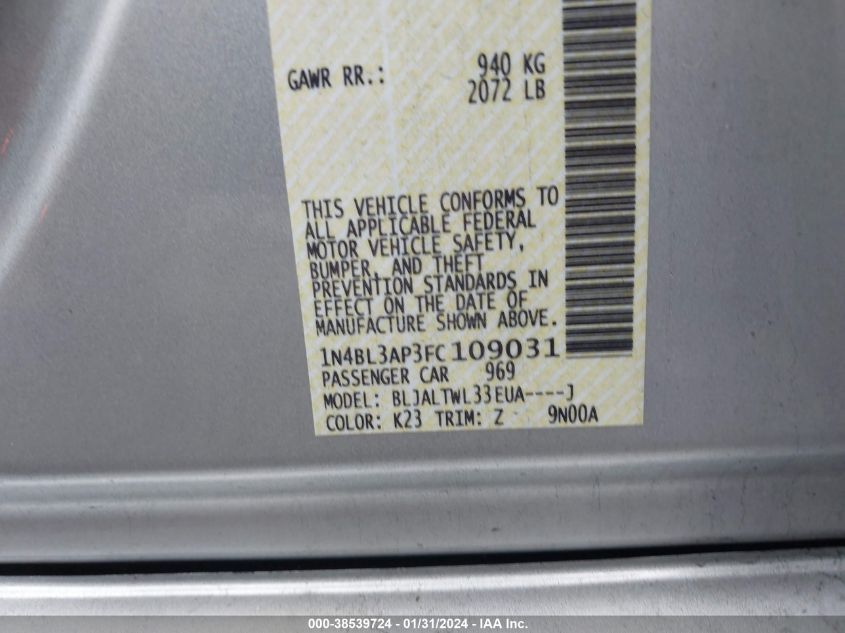 GAWR RR.: 940 KG
2072 LB
THIS VEHICLE CONFORMS TO
ALL APPLICABLE FEDERAL
MOTOR VEHICLE SAFETY,
BUMPER, AND THEFT
PREVENTION STANDARDS IN
EFFECT ON THE DATE OF
MANUFACTURE SHOWN ABOVE.
1N4BL3AP3FC109031
PASSENGER CAR 969
MODEL: BLJALTWL33EUA----J
COLOR: K23 TRIM: Z 9N00A
000-38539724 - 01/31/2024 - IAA Inc.